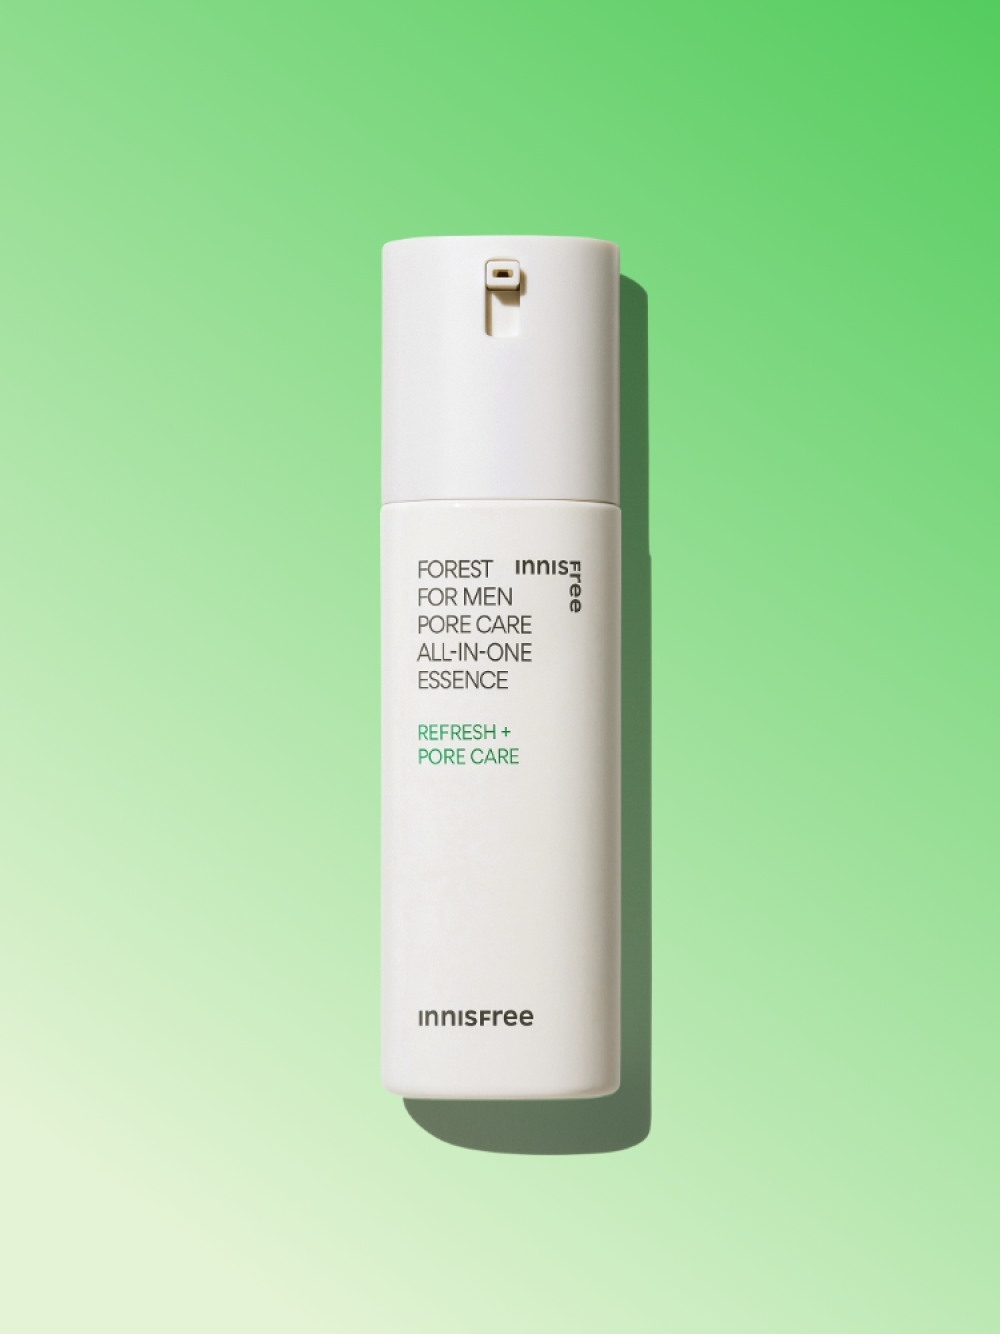 FOREST
FOR MEN
PORE CARE
ALL-IN-ONE
ESSENCE
innisfree
REFRESH +
PORE CARE
innisfree